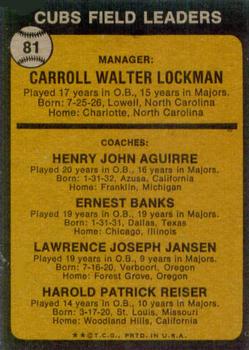 CUBS FIELD LEADERS
81
MANAGER:
CARROLL WALTER LOCKMAN
Played 17 years in O.B., 15 years in Majors.
Born: 7-25-26, Lowell, North Carolina
Home: Charlotte, North Carolina
COACHES:
HENRY JOHN AGUIRRE
Played 20 years in O.B., 16 years in Majors.
Born: 1-31-32, Azusa, California
Home: Franklin, Michigan
ERNEST BANKS
Played 19 years in O.B., 19 years in Majors.
Born: 1-31-31, Dallas, Texas
Home: Chicago, Illinois
LAWRENCE JOSEPH JANSEN
Played 19 years in O.B., 9 years in Majors.
Born: 7-16-20, Verboort, Oregon
Home: Forest Grove, Oregon
HAROLD PATRICK REISER
Played 14 years in O.B., 10 years in Majors.
Born: 3-17-20, St. Louis, Missouri
Home: Woodland Hills, California
★★©T.C.G., PRTD. IN U.S.A.